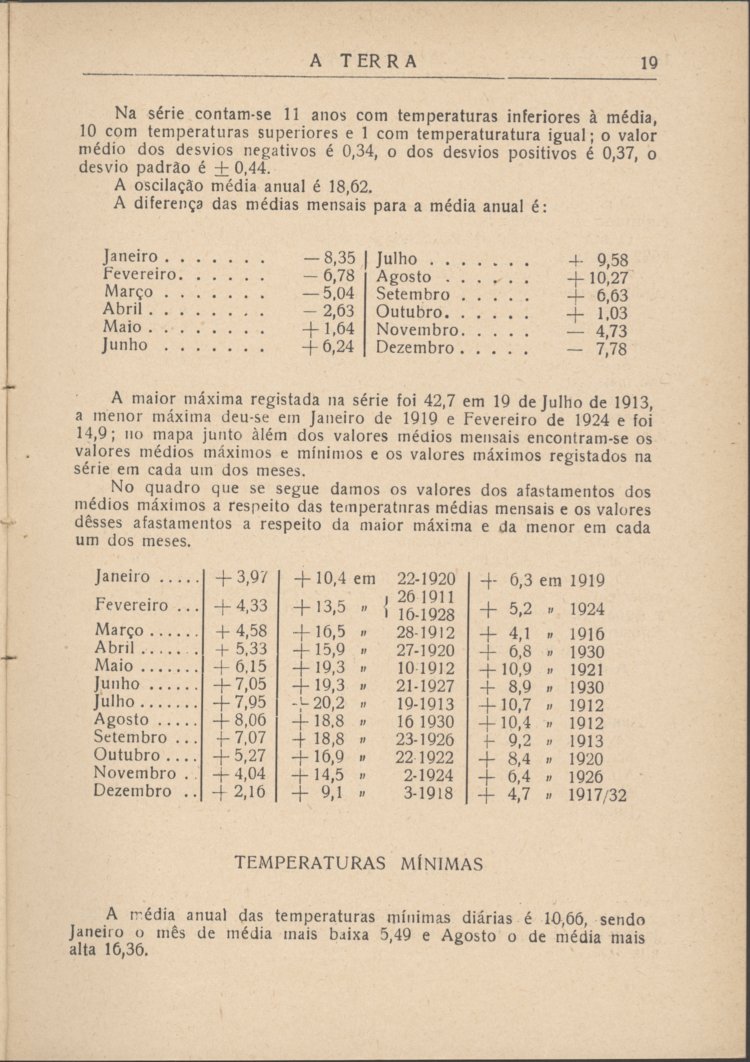 A TERRA 19
Na série contam-se 11 anos com temperaturas inferiores à média,
10 com temperaturas superiores e 1 com temperaturatura igual; o valor
médio dos desvios negativos é 0,34, o dos desvios positivos é 0,37, o
desvio padrão é ± 0,44.
A oscilação média anual é 18,62.
A diferença das médias mensais para a média anual é:
Janeiro . . . . . . . — 8,35 | Julho . . . . . . . + 9,58
Fevereiro. . . . . . — 6,78 | Agosto . . . . . . +10,27
Março . . . . . . . — 5,04 | Setembro . . . . . + 6,63
Abril . . . . . . . . — 2,63 | Outubro. . . . . . + 1,03
Maio . . . . . . . . + 1,64 | Novembro. . . . . — 4,73
Junho . . . . . . . + 6,24 | Dezembro . . . . . — 7,78
A maior máxima registada na série foi 42,7 em 19 de Julho de 1913,
a menor máxima deu-se em Janeiro de 1919 e Fevereiro de 1924 e foi
14,9; no mapa junto àlém dos valores médios mensais encontram-se os
valores médios máximos e mínimos e os valores máximos registados na
série em cada um dos meses.
No quadro que se segue damos os valores dos afastamentos dos
médios máximos a respeito das temperatnras médias mensais e os valores
dêsses afastamentos a respeito da maior máxima e da menor em cada
um dos meses.
Janeiro ..... + 3,97 + 10,4 em 22-1920 + 6,3 em 1919
Fevereiro ... + 4,33 + 13,5 " { 26 1911 16-1928 + 5,2 " 1924
Março ...... + 4,58 + 16,5 " 28-1912 + 4,1 " 1916
Abril ....... + 5,33 + 15,9 " 27-1920 + 6,8 " 1930
Maio ....... + 6,15 + 19,3 " 10 1912 + 10,9 " 1921
Junho ...... + 7,05 + 19,3 " 21-1927 + 8,9 " 1930
Julho ....... + 7,95 + 20,2 " 19-1913 + 10,7 " 1912
Agosto ..... + 8,06 + 18,8 " 16 1930 + 10,4 " 1912
Setembro ... + 7,07 + 18,8 " 23-1926 + 9,2 " 1913
Outubro .... + 5,27 + 16,9 " 22 1922 + 8,4 " 1920
Novembro . . + 4,04 + 14,5 " 2-1924 + 6,4 " 1926
Dezembro .. + 2,16 + 9,1 " 3-1918 + 4,7 " 1917/32
TEMPERATURAS MÍNIMAS
A média anual das temperaturas mínimas diárias é 10,66, sendo
Janeiro o mês de média mais baixa 5,49 e Agosto o de média mais
alta 16,36.